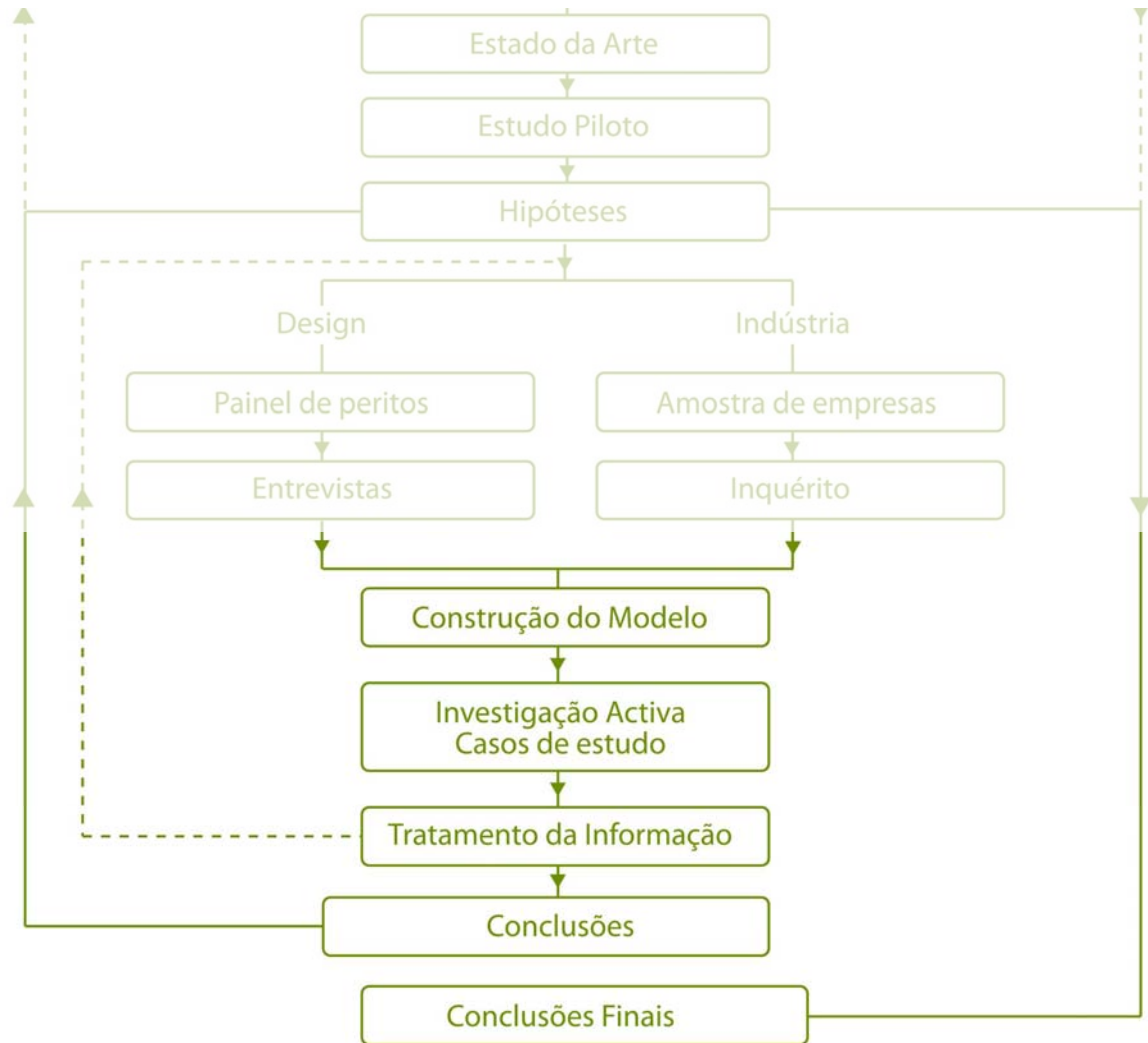 Estado da Arte
Estudo Piloto
Hipóteses
Design
Indústria
Painel de peritos
Amostra de empresas
Entrevistas
Inquérito
Construção do Modelo
Investigação Activa
Casos de estudo
Tratamento da Informação
Conclusões
Conclusões Finais